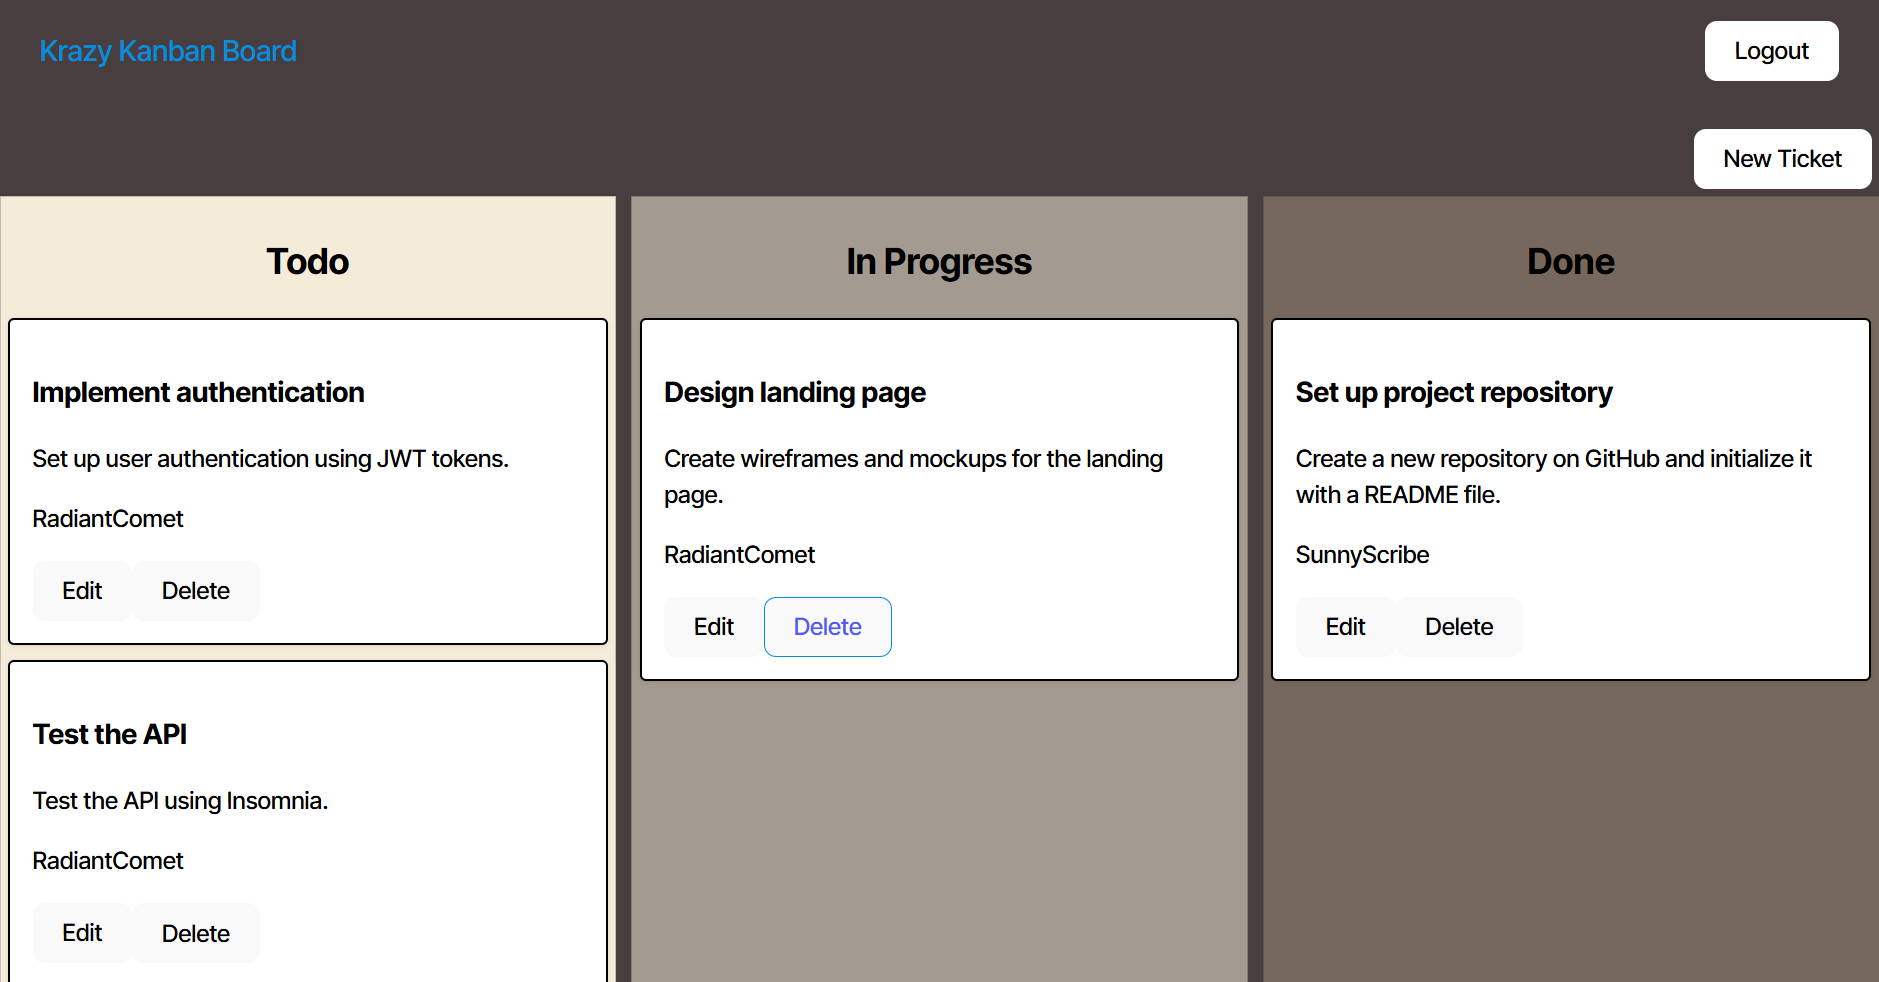 Krazy Kanban Board
Logout
New Ticket
Todo
Implement authentication
Set up user authentication using JWT tokens.
RadiantComet
Edit
Delete
Test the API
Test the API using Insomnia.
RadiantComet
Edit
Delete
In Progress
Design landing page
Create wireframes and mockups for the landing
page.
RadiantComet
Edit
Delete
Done
Set up project repository
Create a new repository on GitHub and initialize it
with a README file.
SunnyScribe
Edit
Delete